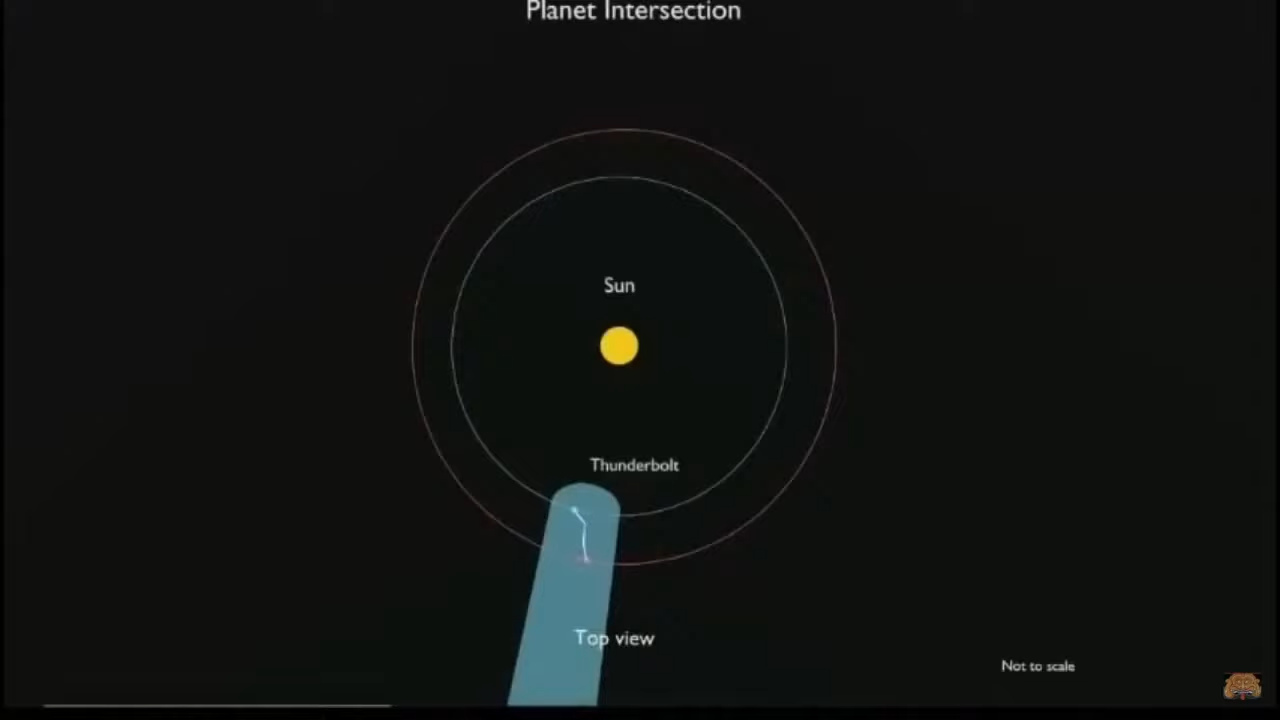 Planet Intersection
Sun
Thunderbolt
Top view
Not to scale